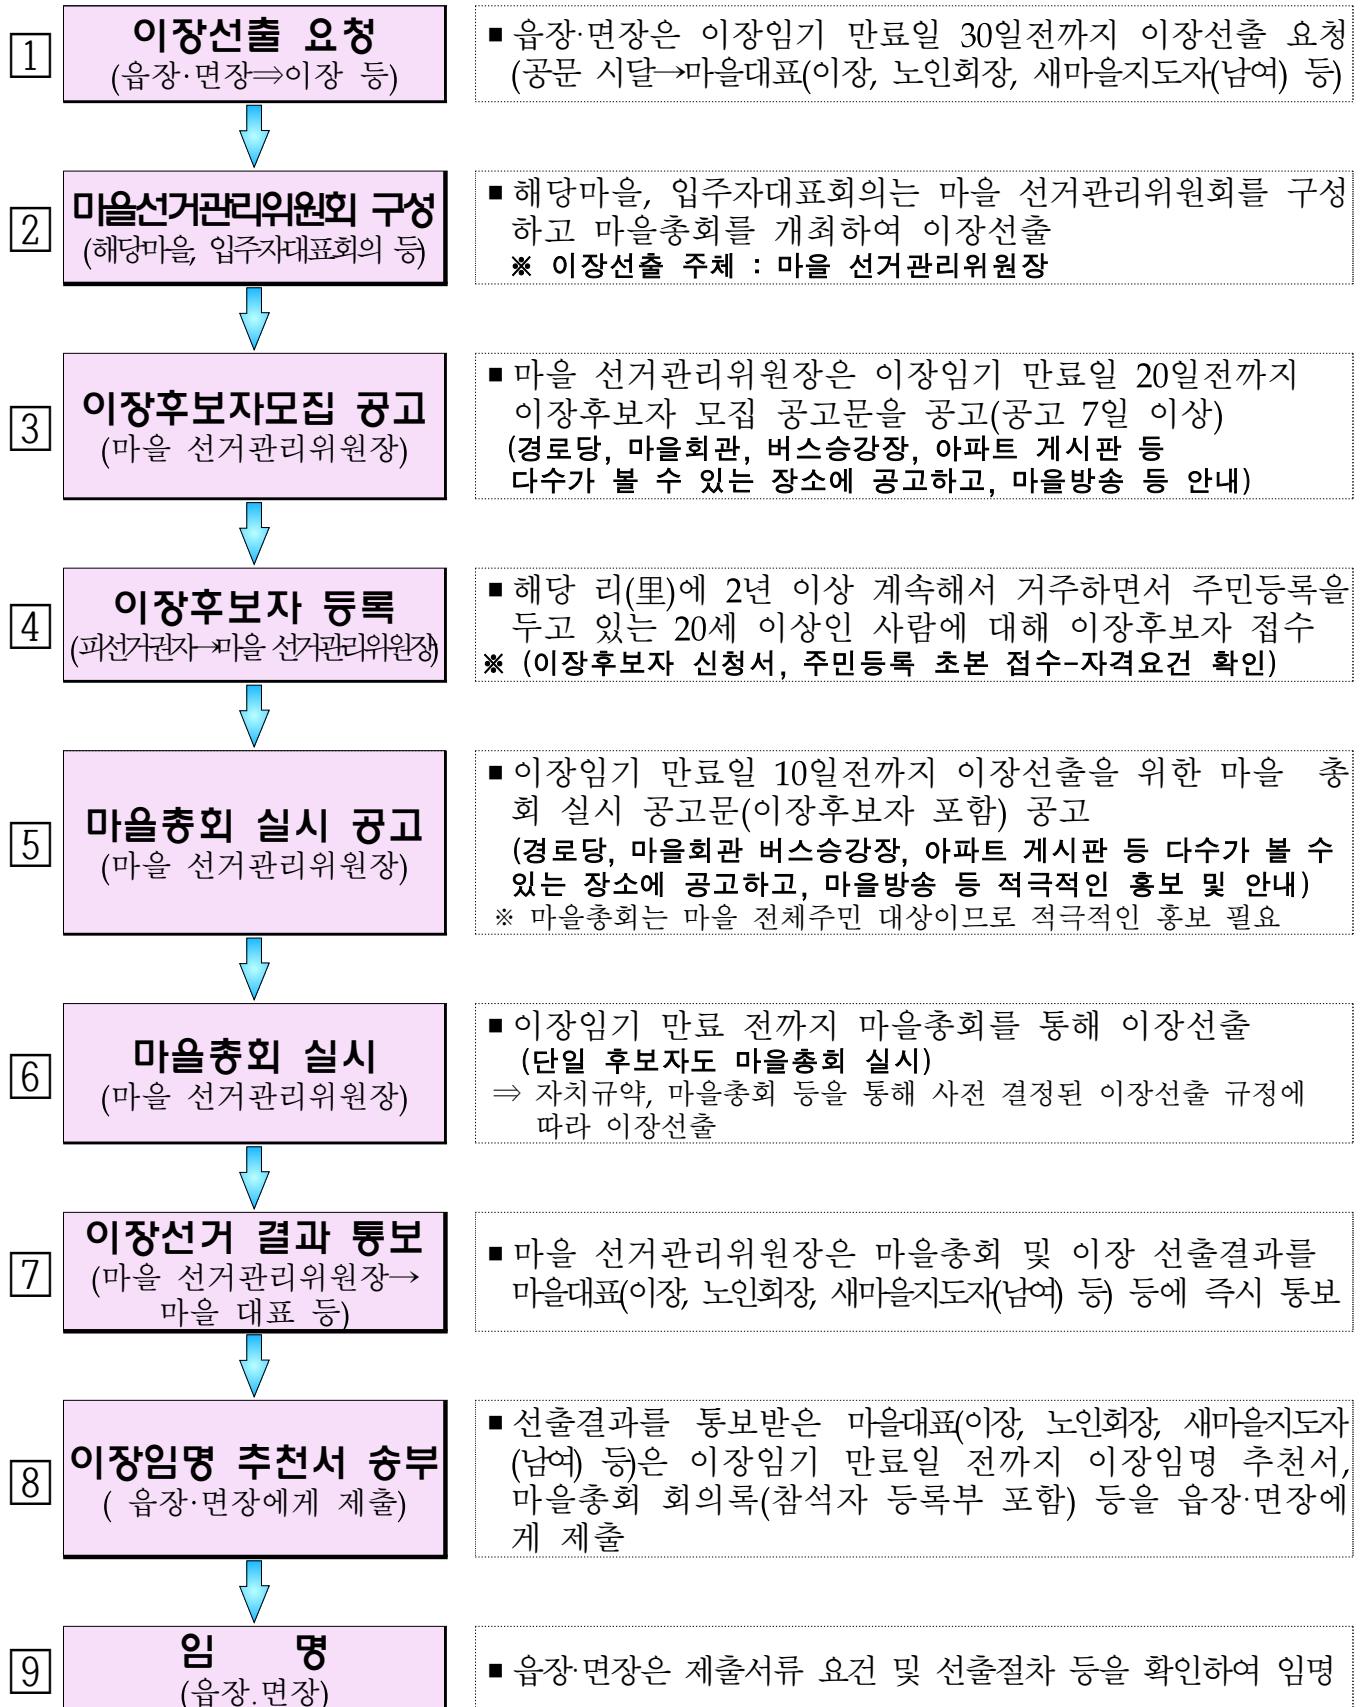 1
이장선출 요청
(읍장·면장⇒이장 등)
■ 읍장·면장은 이장임기 만료일 30일전까지 이장선출 요청
(공문 시달→마을대표(이장, 노인회장, 새마을지도자(남여) 등)
2
마을선거관리위원회 구성
(해당마을, 입주자대표회의 등)
■ 해당마을, 입주자대표회의는 마을 선거관리위원회를 구성
하고 마을총회를 개최하여 이장선출
※ 이장선출 주체 : 마을 선거관리위원장
3
이장후보자모집 공고
(마을 선거관리위원장)
■ 마을 선거관리위원장은 이장임기 만료일 20일전까지
이장후보자 모집 공고문을 공고(공고 7일 이상)
(경로당, 마을회관, 버스승강장, 아파트 게시판 등
다수가 볼 수 있는 장소에 공고하고, 마을방송 등 안내)
4
이장후보자 등록
(피선거권자→마을 선거관리위원장)
■ 해당 리(里)에 2년 이상 계속해서 거주하면서 주민등록을
두고 있는 20세 이상인 사람에 대해 이장후보자 접수
※ (이장후보자 신청서, 주민등록 초본 접수-자격요건 확인)
5
마을총회 실시 공고
(마을 선거관리위원장)
■ 이장임기 만료일 10일전까지 이장선출을 위한 마을 총
회 실시 공고문(이장후보자 포함) 공고
(경로당, 마을회관 버스승강장, 아파트 게시판 등 다수가 볼 수
있는 장소에 공고하고, 마을방송 등 적극적인 홍보 및 안내)
※ 마을총회는 마을 전체주민 대상이므로 적극적인 홍보 필요
6
마을총회 실시
(마을 선거관리위원장)
■ 이장임기 만료 전까지 마을총회를 통해 이장선출
(단일 후보자도 마을총회 실시)
⇒ 자치규약, 마을총회 등을 통해 사전 결정된 이장선출 규정에
따라 이장선출
7
이장선거 결과 통보
(마을 선거관리위원장→
마을 대표 등)
■ 마을 선거관리위원장은 마을총회 및 이장 선출결과를
마을대표(이장, 노인회장, 새마을지도자(남여) 등) 등에 즉시 통보
8
이장임명 추천서 송부
( 읍장·면장에게 제출)
■ 선출결과를 통보받은 마을대표(이장, 노인회장, 새마을지도자
(남여) 등)은 이장임기 만료일 전까지 이장임명 추천서,
마을총회 회의록(참석자 등록부 포함) 등을 읍장·면장에
게 제출
9
임 명
(읍장.면장)
■ 읍장·면장은 제출서류 요건 및 선출절차 등을 확인하여 임명